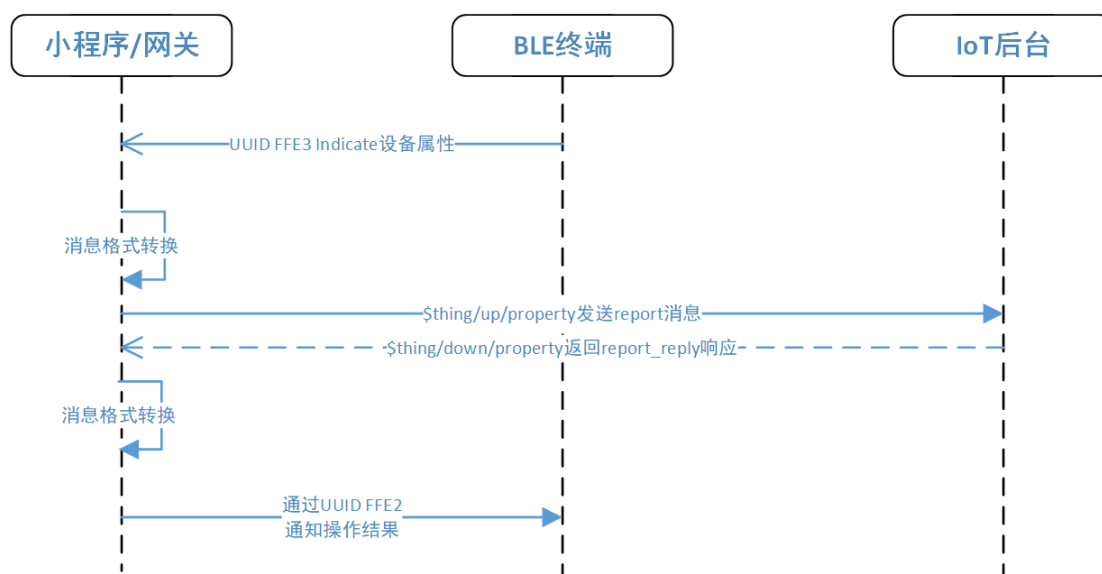 小程序/网关
BLE终端
IoT后台
UUID FFE3 Indicate设备属性
消息格式转换
$thing/up/property发送report消息
$thing/down/property返回report_reply响应
消息格式转换
通过UUID FFE2
通知操作结果